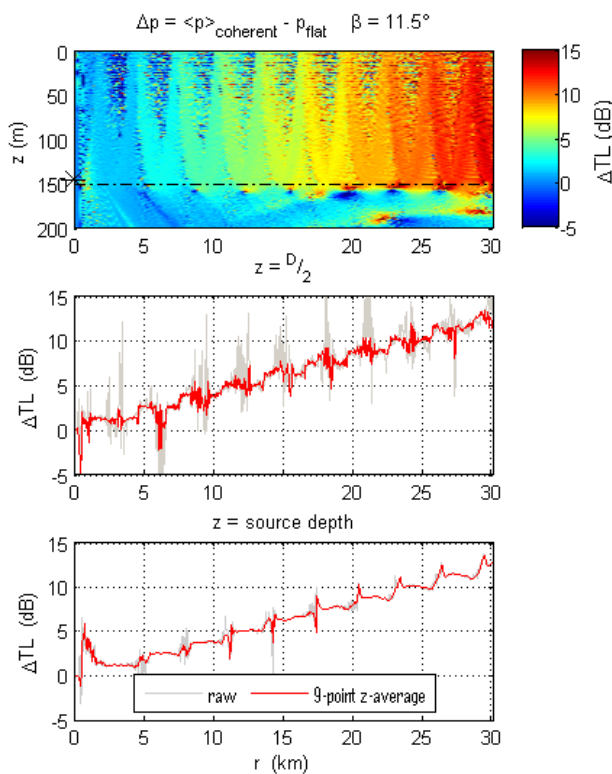 Δp = <p>coherent - pflat β = 11.5°
0
50
100
150
200
z (m)
0 5 10 15 20 25 30
15
10
5
0
-5
ΔTL (dB)
z = D/2
15
10
5
0
-5
ΔTL (dB)
0 5 10 15 20 25 30
z = source depth
15
10
5
0
-5
ΔTL (dB)
raw 9-point z-average
0 5 10 15 20 25 30
r (km)